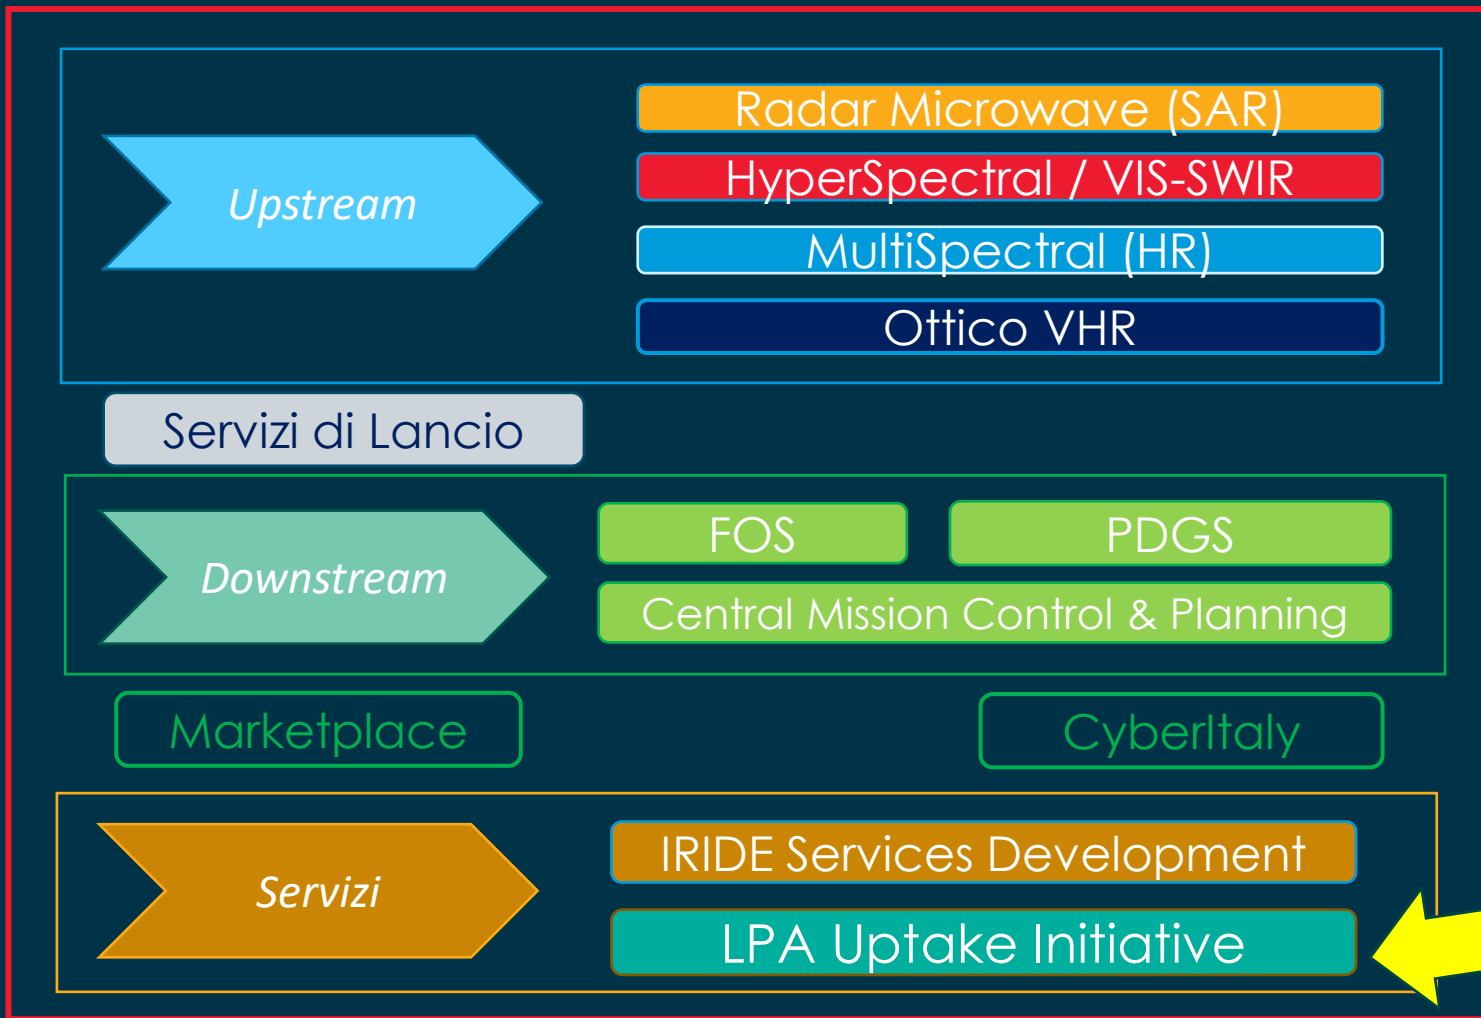 Upstream
Radar Microwave (SAR)
HyperSpectral / VIS-SWIR
MultiSpectral (HR)
Ottico VHR
Servizi di Lancio
Downstream
FOS
PDGS
Central Mission Control & Planning
Marketplace
CyberItaly
Servizi
IRIDE Services Development
LPA Uptake Initiative